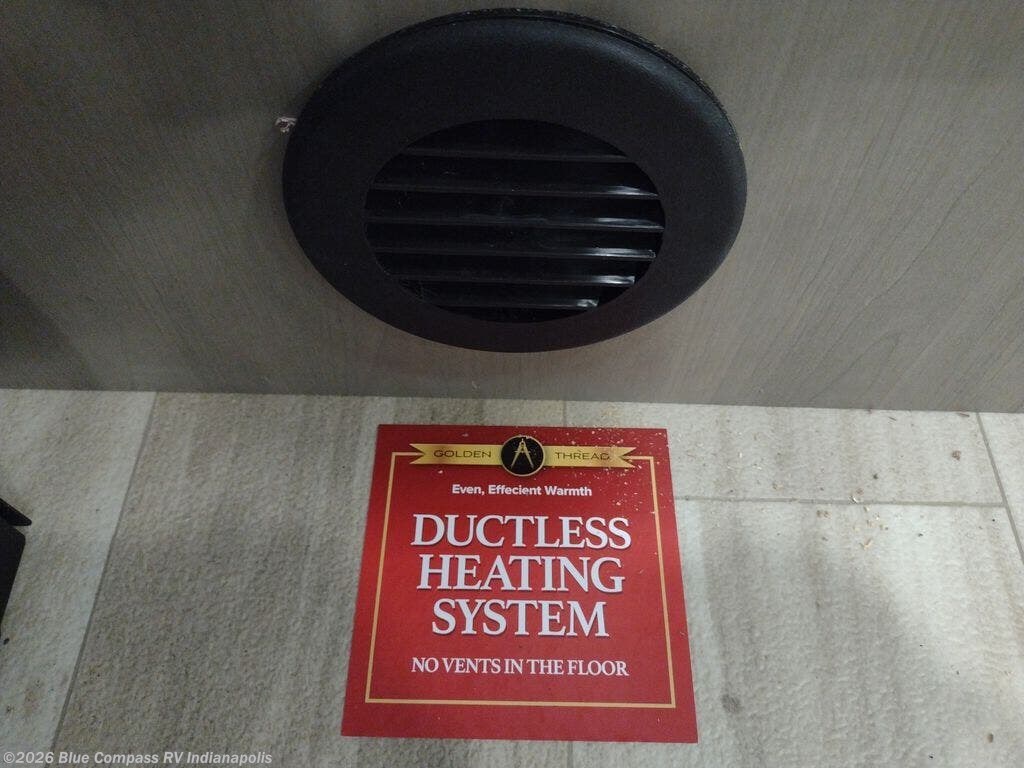 GOLDEN THREAD
Even, Effecient Warmth
DUCTLESS
HEATING
SYSTEM
NO VENTS IN THE FLOOR
©2026 Blue Compass RV Indianapolis